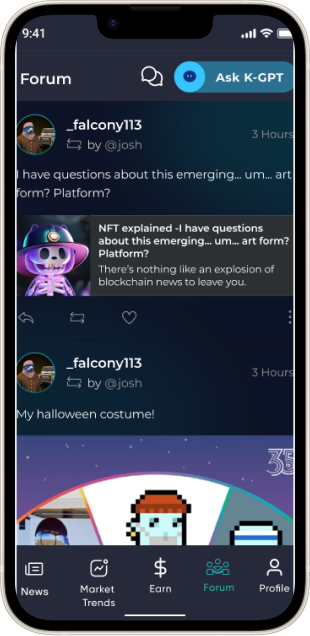 9:41
Forum
Ask K-GPT
_falcony113
3 Hours
by @josh
I have questions about this emerging... um... art
form? Platform?
NFT explained -I have questions
about this emerging... um... art form?
Platform?
There's nothing like an explosion of
blockchain news to leave you.
_falcony113
3 Hours
by @josh
My halloween costume!
35
News
Market
Trends
Earn
Forum
Profile